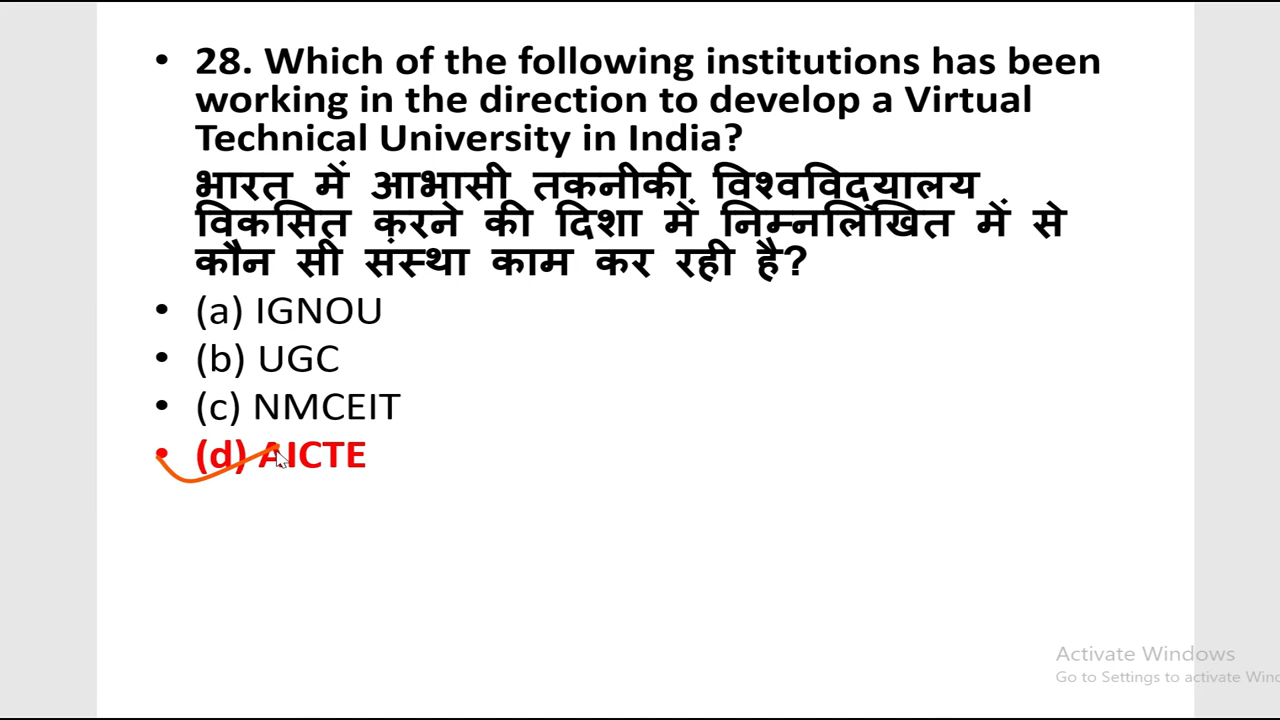 • 28. Which of the following institutions has been
working in the direction to develop a Virtual
Technical University in India?
भारत में आभासी तकनीकी विश्वविद्यालय
विकसित करने की दिशा में निम्नलिखित में से
कौन सी संस्था काम कर रही है?
• (a) IGNOU
• (b) UGC
• (c) NMCEIT
• (d) AICTE
Activate Windows
Go to Settings to activate Wind